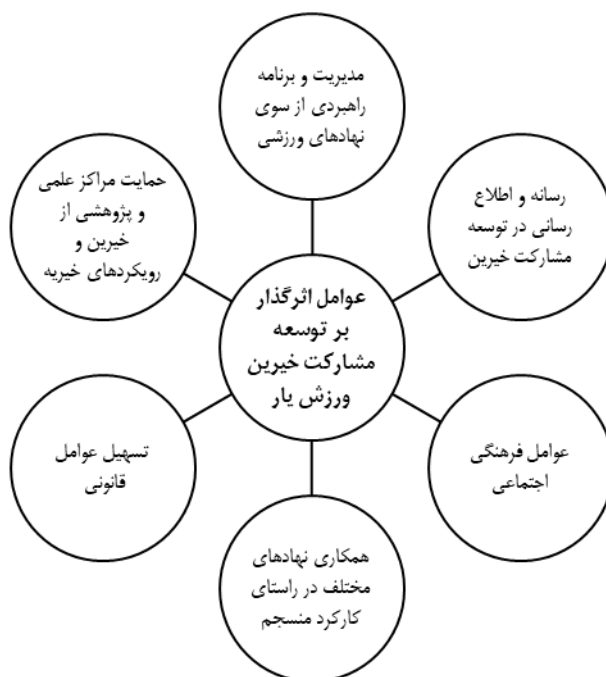 مدیریت و برنامه
راهبردی از سوی
نهادهای ورزشی
رسانه و اطلاع
رسانی در توسعه
مشارکت خیرین
حمایت مراکز علمی
و پژوهشی از
خیرین و
رویکردهای خیریه
عوامل اثرگذار
بر توسعه
مشارکت خیرین
ورزش یار
عوامل فرهنگی
اجتماعی
تسهیل عوامل
قانونی
همکاری نهادهای
مختلف در راستای
کارکرد منسجم